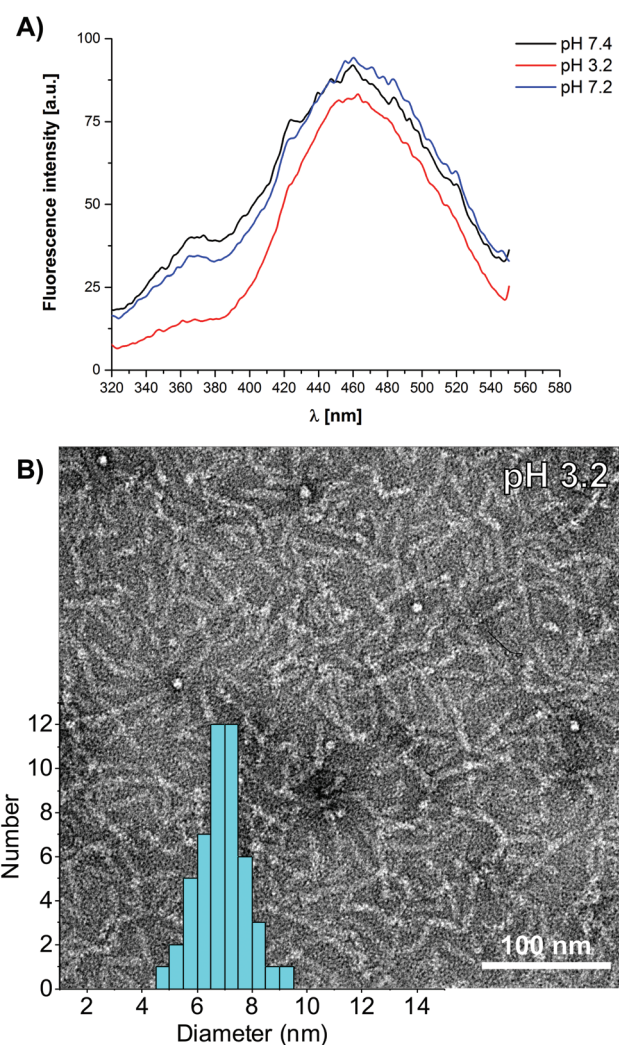 A)
Fluorescence intensity [a.u.]
100
75
50
25
0
320 340 360 380 400 420 440 460 480 500 520 540 560 580
λ [nm]
pH 7.4
pH 3.2
pH 7.2
B)
pH 3.2
Number
12
10
8
6
4
2
0
2 4 6 8 10 12 14
Diameter (nm)
100 nm